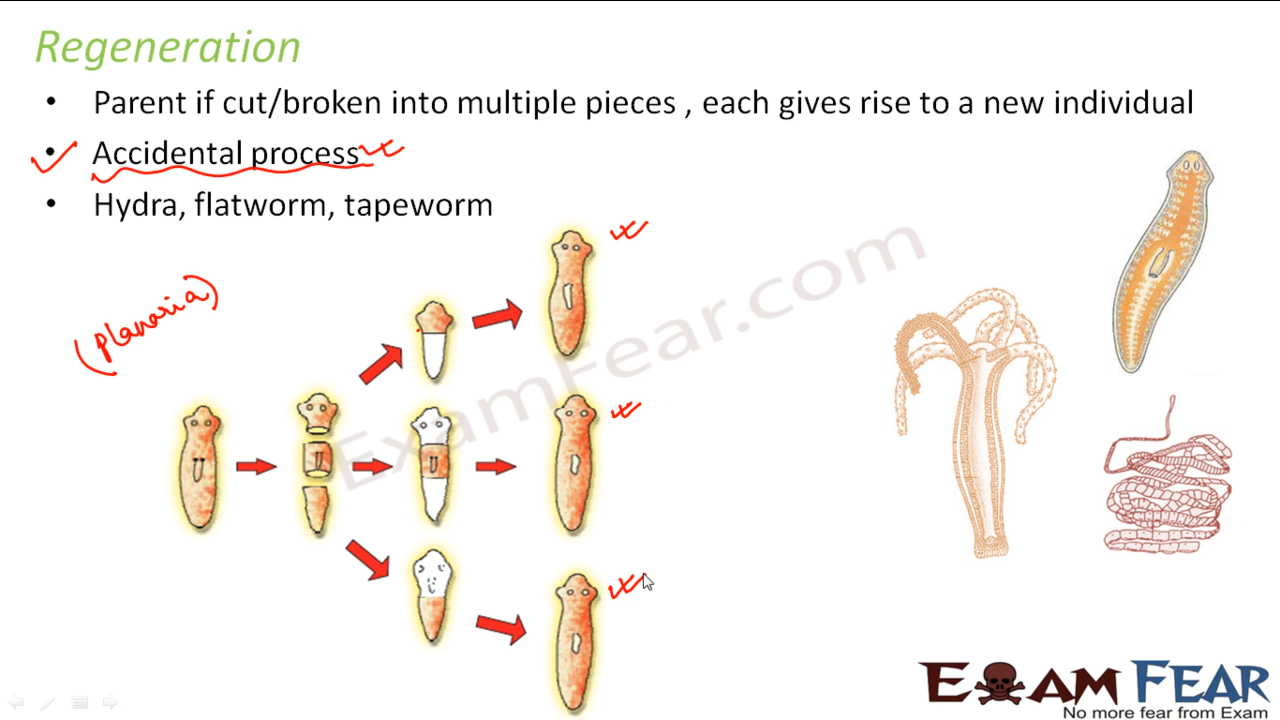 Regeneration
• Parent if cut/broken into multiple pieces , each gives rise to a new individual
• Accidental process
• Hydra, flatworm, tapeworm
(planaria)
ExamFear.com
EXAM FEAR
No more fear from Exam